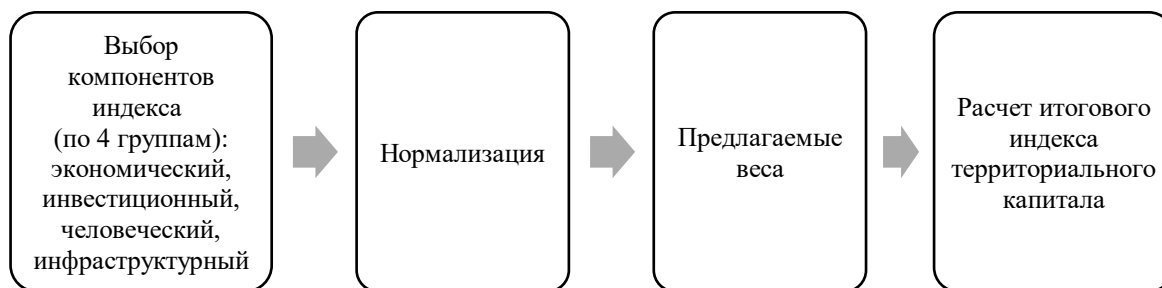 Выбор
компонентов
индекса
(по 4 группам):
экономический,
инвестиционный,
человеческий,
инфраструктурный
Нормализация
Предлагаемые
веса
Расчет итогового
индекса
территориального
капитала